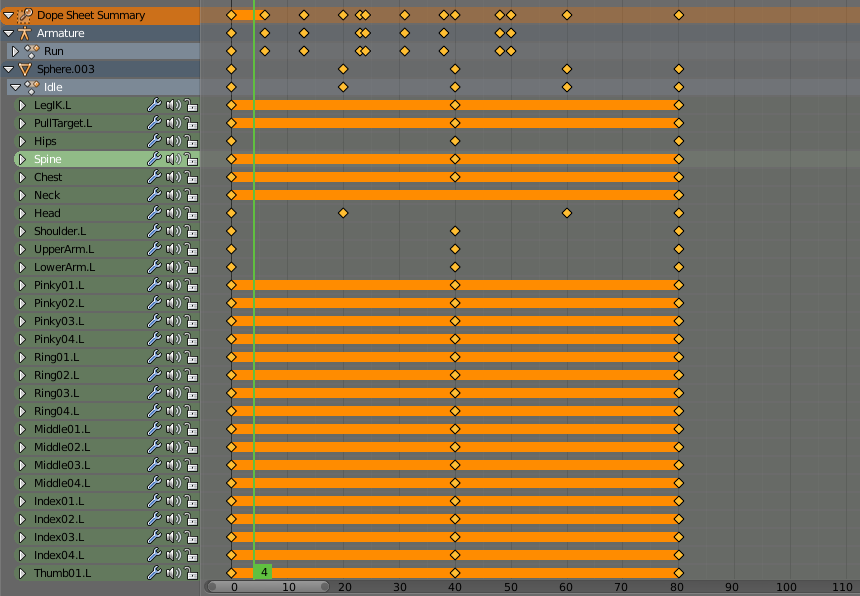 Dope Sheet Summary
Armature
Run
Sphere.003
Idle
LegIK.L
PullTarget.L
Hips
Spine
Chest
Neck
Head
Shoulder.L
UpperArm.L
LowerArm.L
Pinky01.L
Pinky02.L
Pinky03.L
Pinky04.L
Ring01.L
Ring02.L
Ring03.L
Ring04.L
Middle01.L
Middle02.L
Middle03.L
Middle04.L
Index01.L
Index02.L
Index03.L
Index04.L
Thumb01.L
4
0 10 20 30 40 50 60 70 80 90 100 110